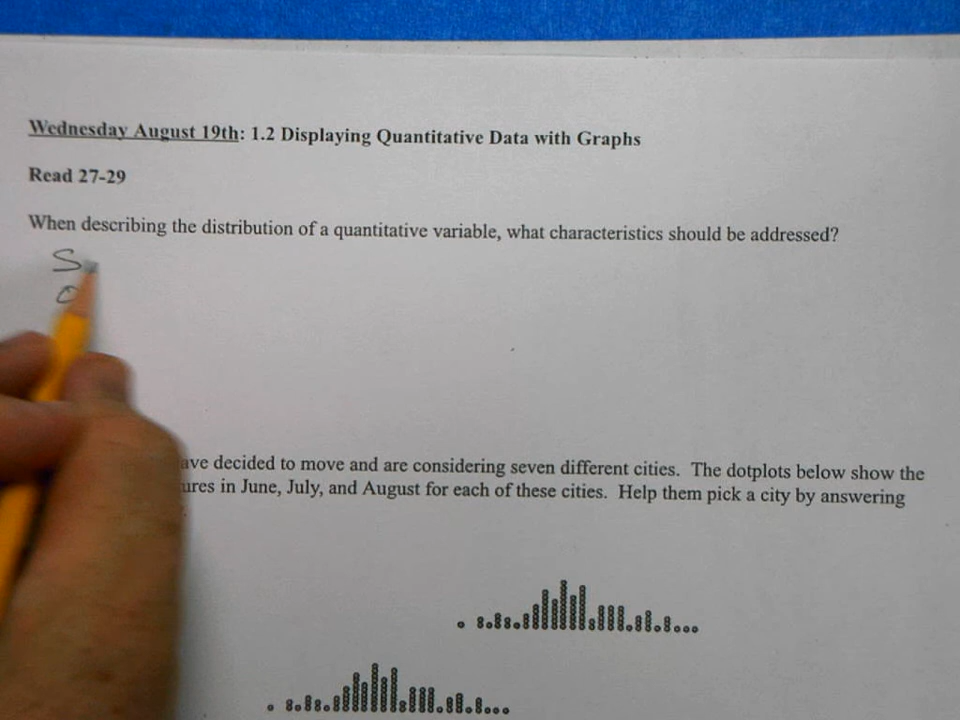 Wednesday August 19th: 1.2 Displaying Quantitative Data with Graphs
Read 27-29
When describing the distribution of a quantitative variable, what characteristics should be addressed?
S
O
decided to move and are considering seven different cities. The dotplots below show the
in June, July, and August for each of these cities. Help them pick a city by answering